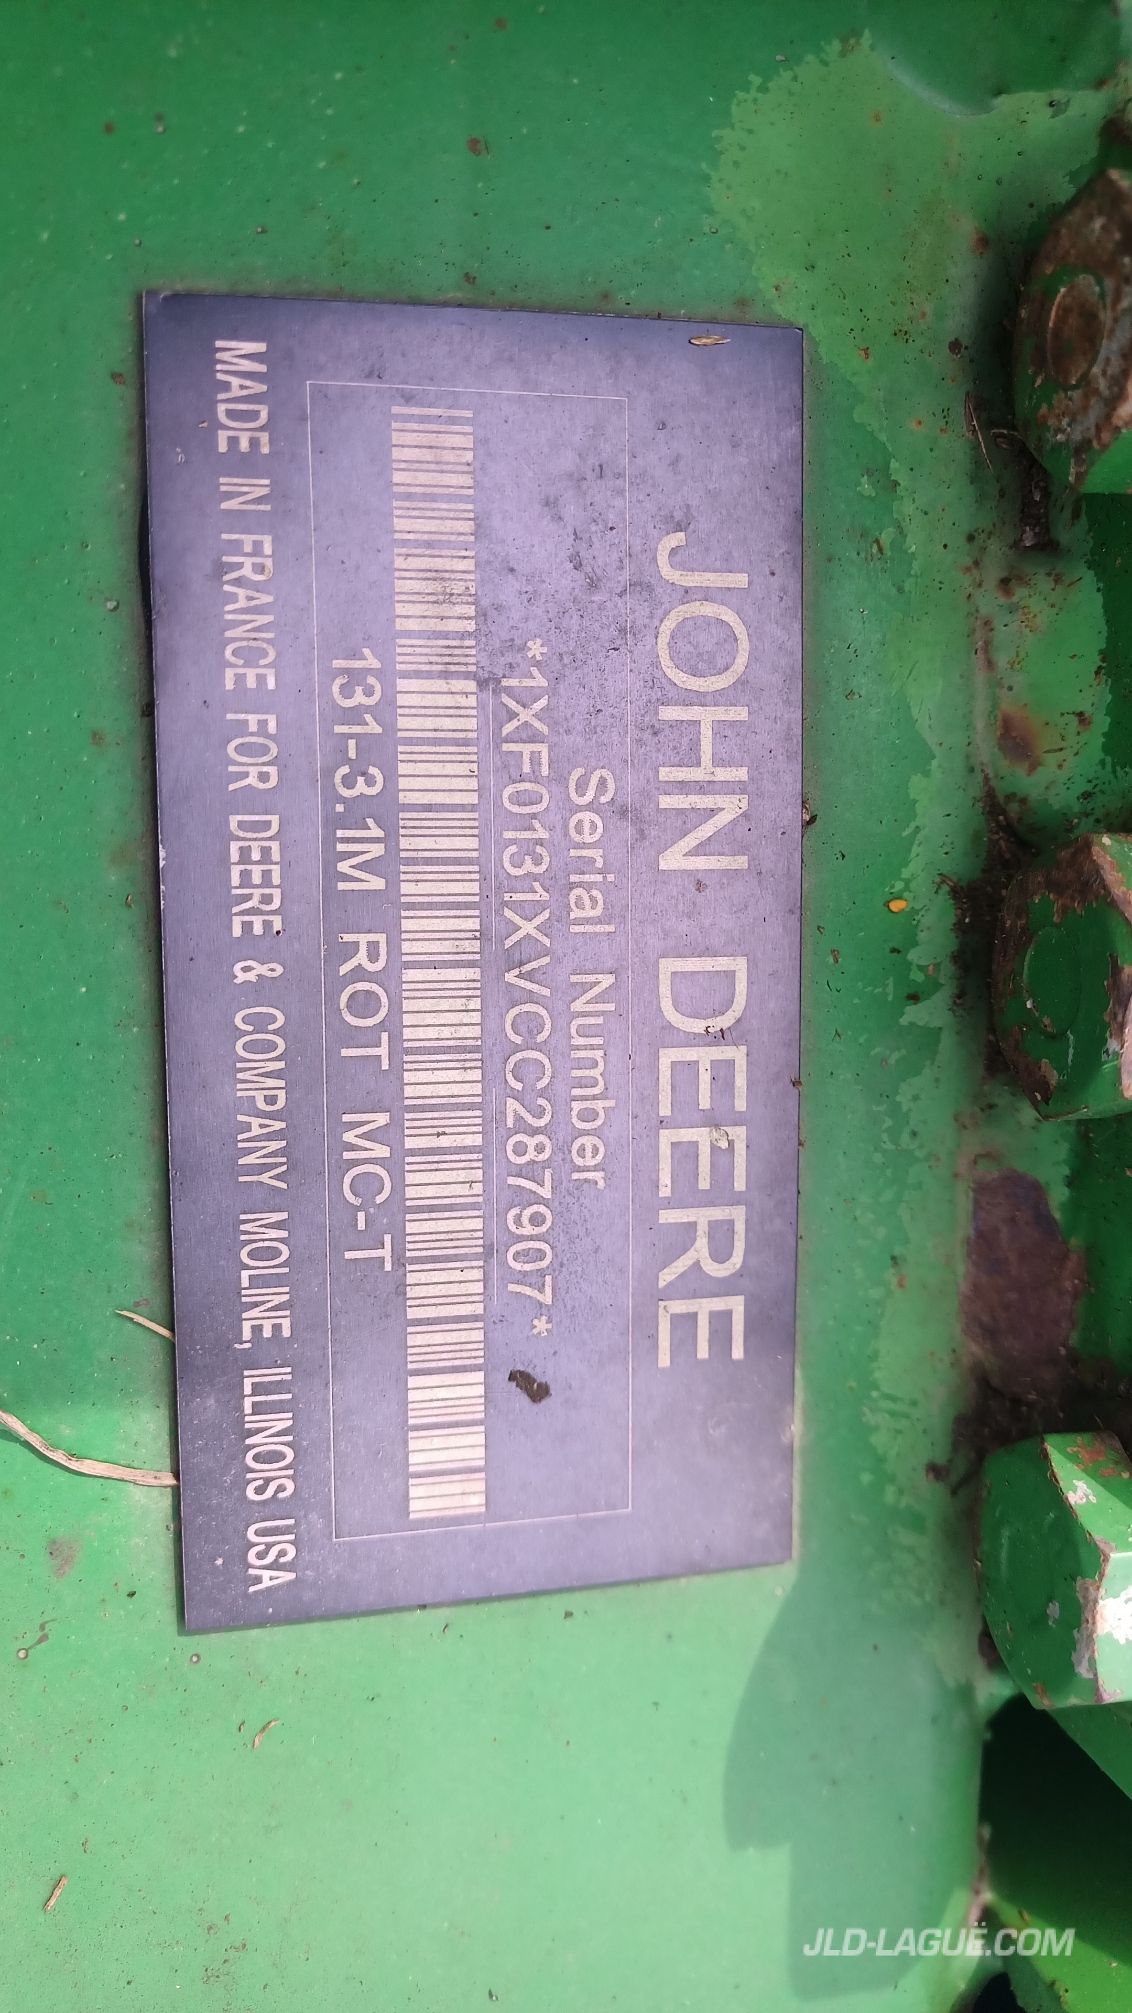 JOHN DEERE
Serial Number
*1XF0131XVCC287907*
131-3.1M ROT MC-T
MADE IN FRANCE FOR DEERE & COMPANY MOLINE, ILLINOIS USA
JLD-LAGUË.COM